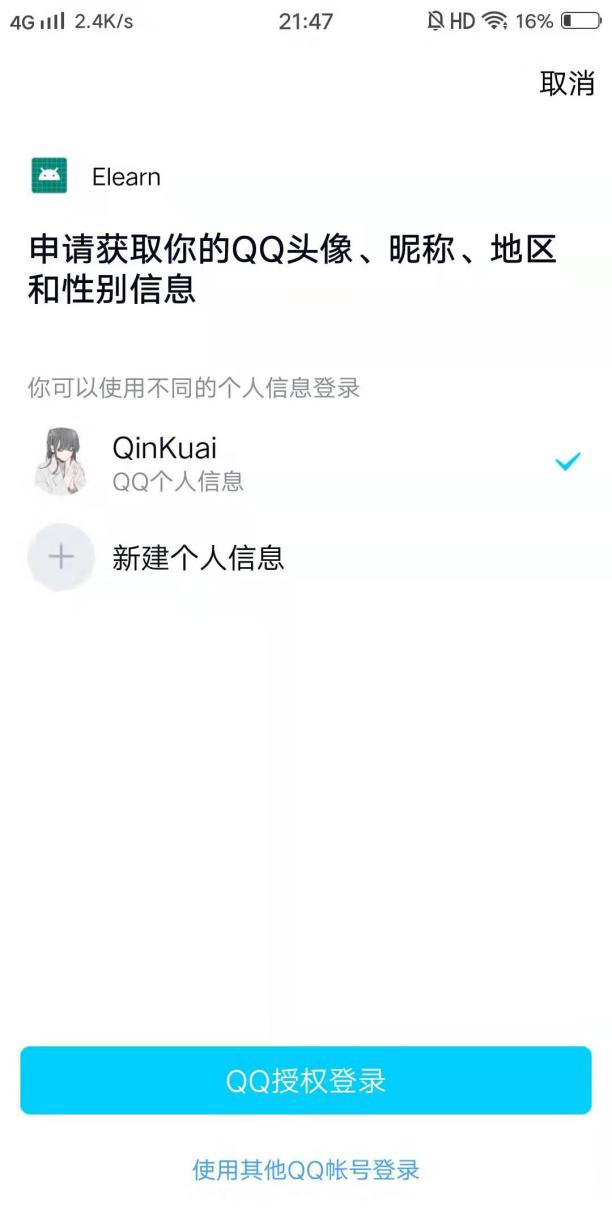 4G 2.4K/s 21:47 HD 16%
取消
Elearn
申请获取你的QQ头像、昵称、地区
和性别信息
你可以使用不同的个人信息登录
QinKuai
QQ个人信息
新建个人信息
QQ授权登录
使用其他QQ帐号登录